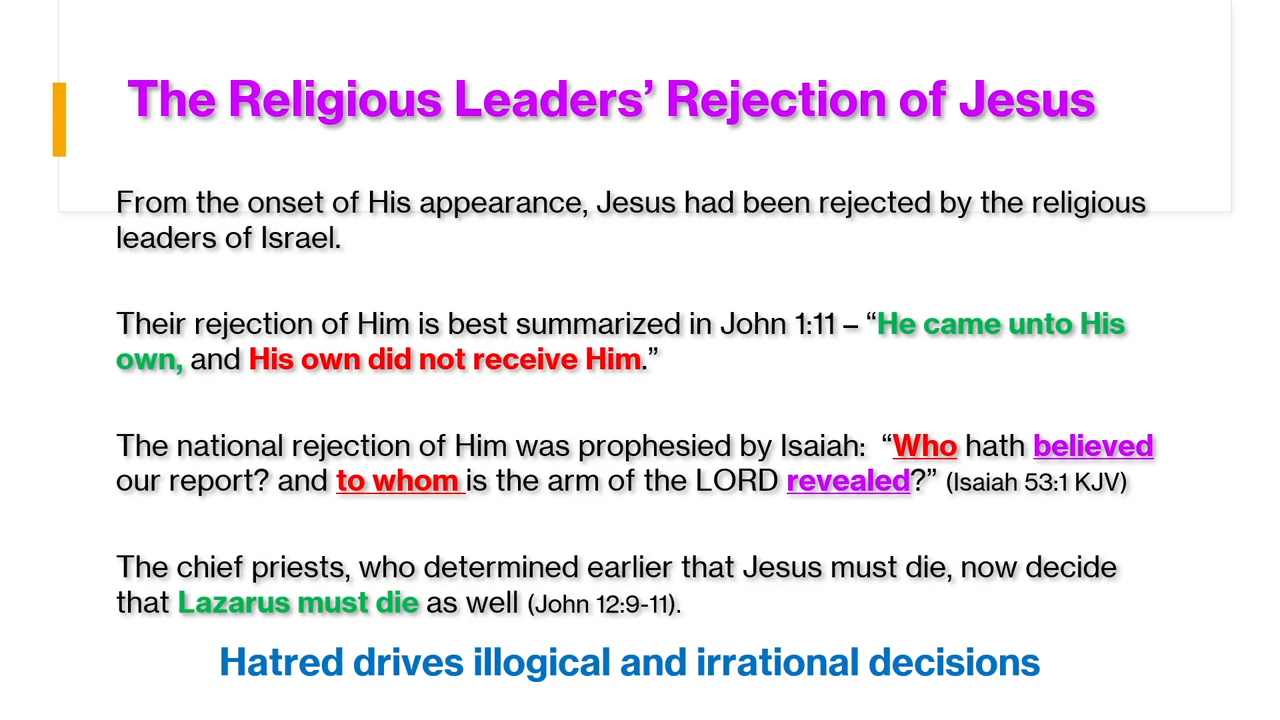 The Religious Leaders’ Rejection of Jesus
From the onset of His appearance, Jesus had been rejected by the religious
leaders of Israel.
Their rejection of Him is best summarized in John 1:11 – “He came unto His
own, and His own did not receive Him.”
The national rejection of Him was prophesied by Isaiah:  “Who hath believed
our report? and to whom is the arm of the LORD revealed?” (Isaiah 53:1 KJV)
The chief priests, who determined earlier that Jesus must die, now decide
that Lazarus must die as well (John 12:9-11).
Hatred drives illogical and irrational decisions